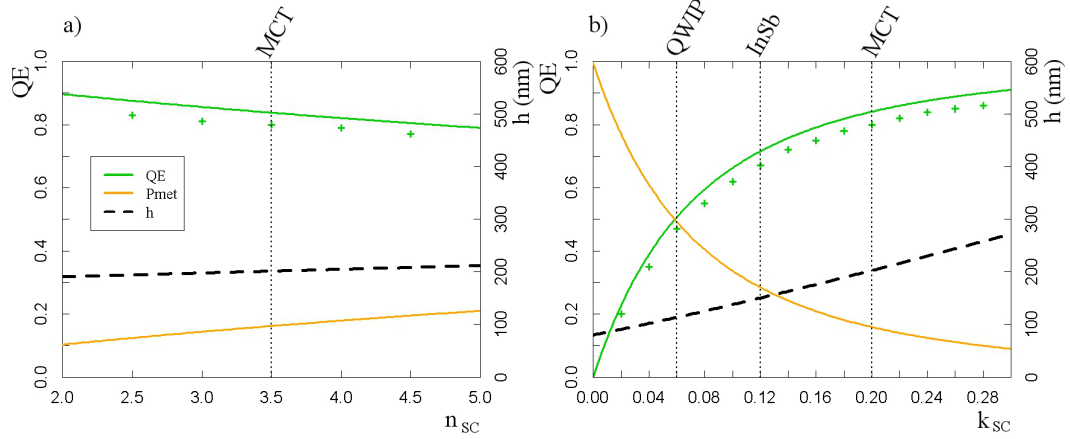 a)
MCT
QE
1.0
0.8
0.6
0.4
0.2
0.0
QE
Pmet
h
600
500
400
300
200
100
0
h (nm)
2.0 2.5 3.0 3.5 4.0 4.5 5.0
n SC
b)
QWIP
InSb
MCT
QE
1.0
0.8
0.6
0.4
0.2
0.0
600
500
400
300
200
100
0
h (nm)
0.00 0.04 0.08 0.12 0.16 0.20 0.24 0.28
k SC